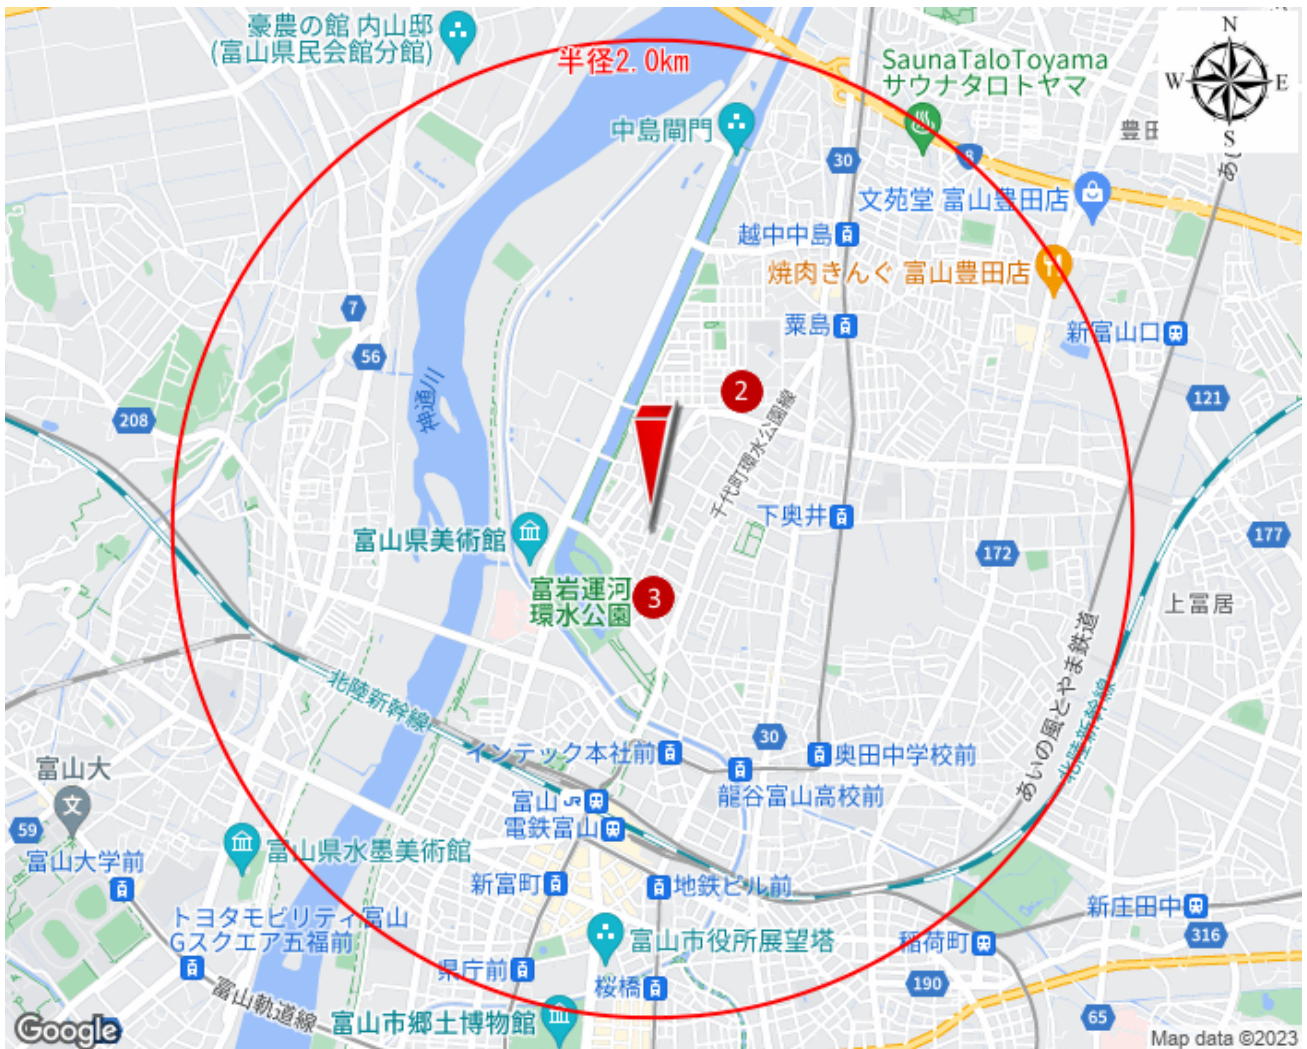 豪農の館 内山邸
(富山県民会館分館)
半径2.0km
SaunaTaloToyama
サウナタロトヤマ
N
W
E
S
中島閘門
30
8
豊田
あい
文苑堂 富山豊田店
越中中島
焼肉きんぐ 富山豊田店
7
粟島
新富山口
56
神通川
2
121
208
千代町環水公園線
下奥井
富山県美術館
172
177
富岩運河
環水公園
3
上冨居
あいの風とやま鉄道
北陸新幹線
北陸新幹線
30
インテック本社前
奥田中学校前
龍谷富山高校前
富山大
富山 JR
電鉄富山
59
富山県水墨美術館
富山大学前
新富町
地鉄ビル前
新庄田中
トヨタモビリティ富山
Gスクエア五福前
富山市役所展望塔
稲荷町
316
県庁前
桜橋
190
富山軌道線
富山市郷土博物館
65
Google
Map data ©2023